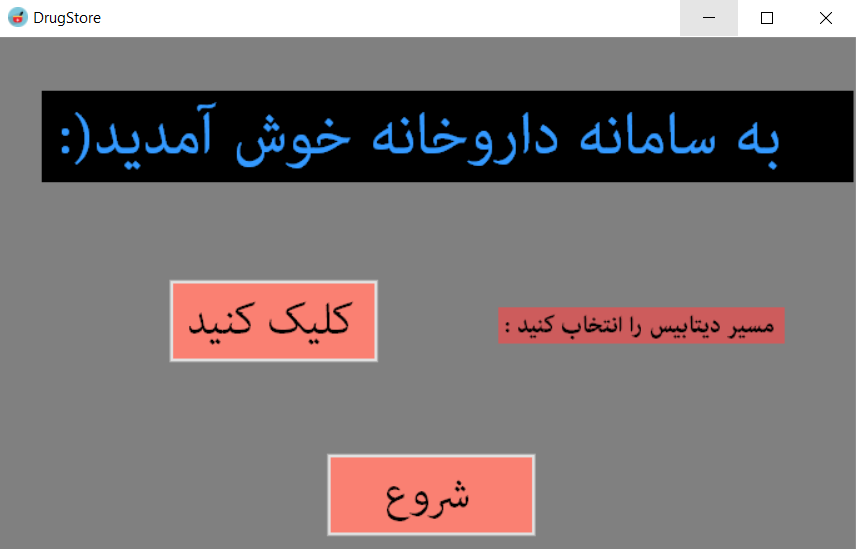 DrugStore
به سامانه داروخانه خوش آمدید(:
مسیر دیتابیس را انتخاب کنید :
کلیک کنید
شروع